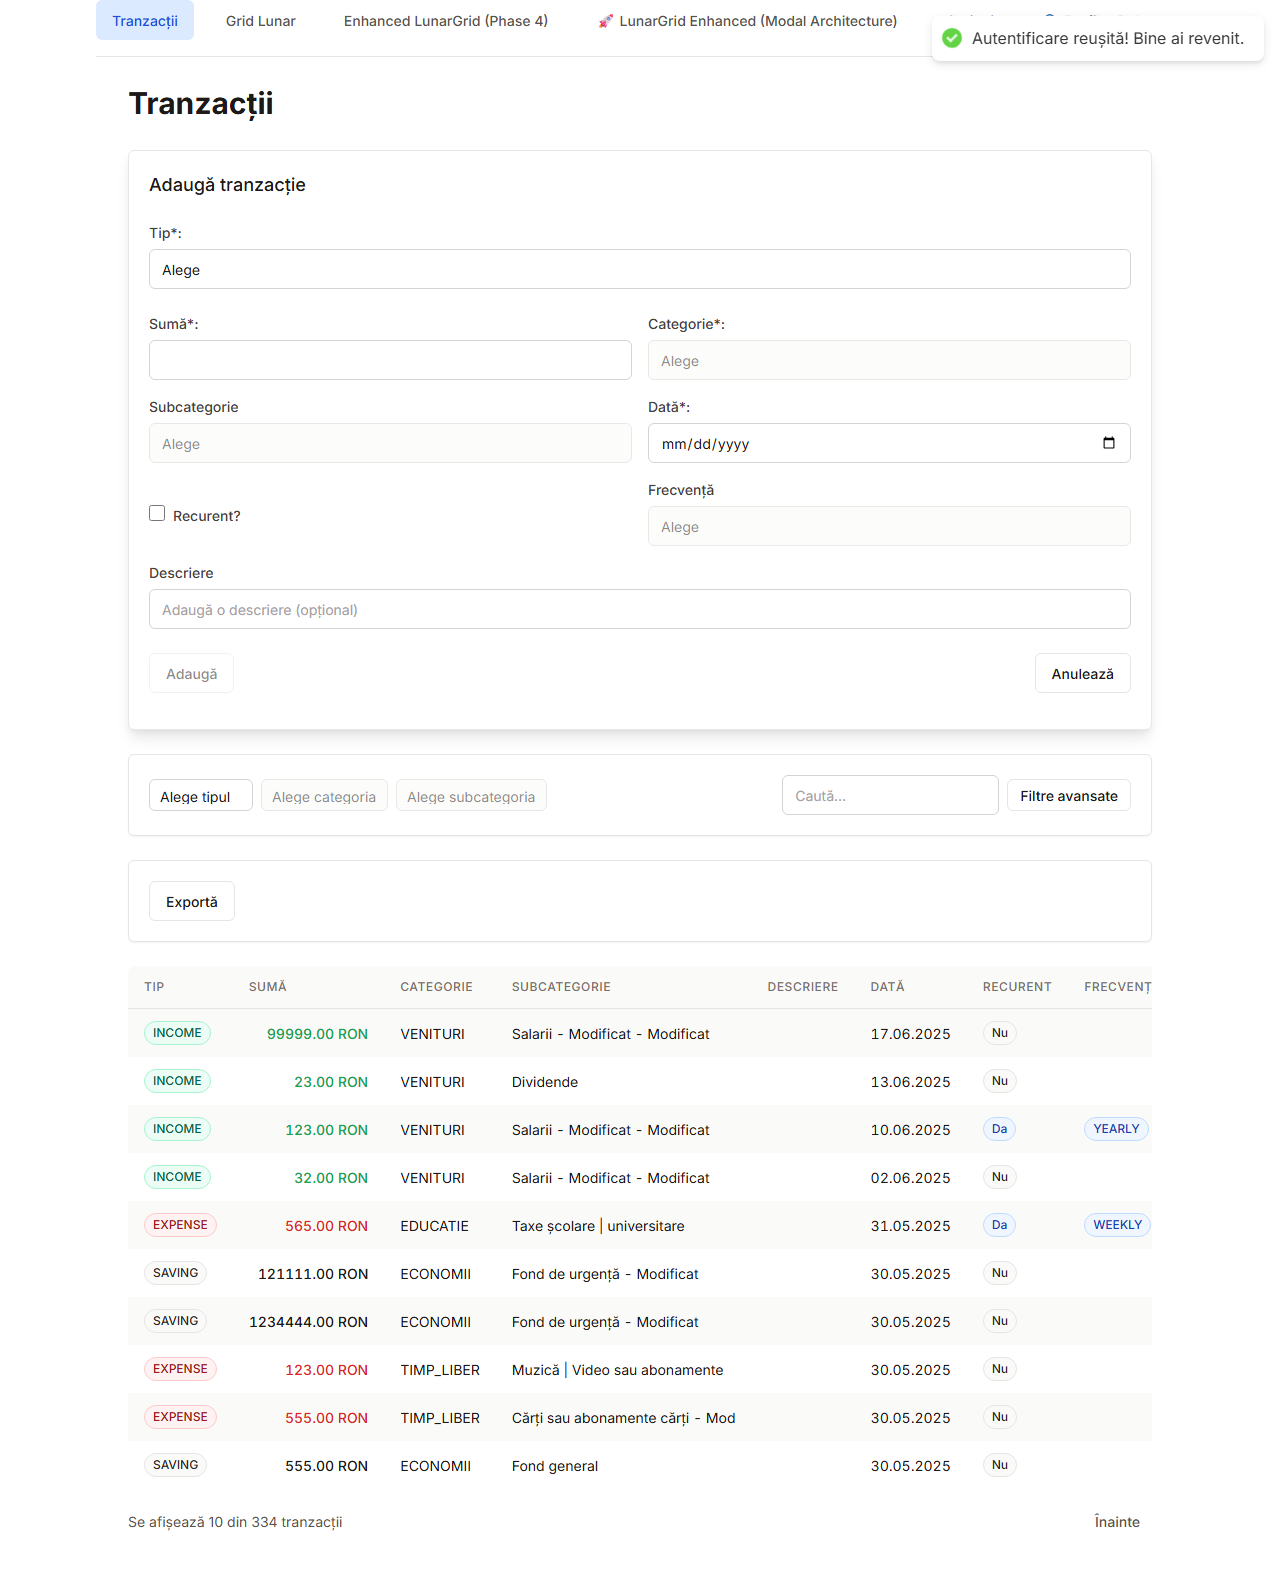 Tranzacții Grid Lunar Enhanced LunarGrid (Phase 4) 🚀 LunarGrid Enhanced (Modal Architecture)
Autentificare reușită! Bine ai revenit.
Tranzacții
Adaugă tranzacție
Tip*:
Alege
Sumă*: Categorie*:
Alege
Subcategorie Dată*:
Alege mm/dd/yyyy
Frecvență
Recurent? Alege
Descriere
Adaugă o descriere (opțional)
Adaugă Anulează
Alege tipul Alege categoria Alege subcategoria Caută... Filtre avansate
Exportă
TIP SUMĂ CATEGORIE SUBCATEGORIE DESCRIERE DATĂ RECURENT FRECVENȚ
INCOME 99999.00 RON VENITURI Salarii - Modificat - Modificat 17.06.2025 Nu
INCOME 23.00 RON VENITURI Dividende 13.06.2025 Nu
INCOME 123.00 RON VENITURI Salarii - Modificat - Modificat 10.06.2025 Da YEARLY
INCOME 32.00 RON VENITURI Salarii - Modificat - Modificat 02.06.2025 Nu
EXPENSE 565.00 RON EDUCATIE Taxe școlare | universitare 31.05.2025 Da WEEKLY
SAVING 121111.00 RON ECONOMII Fond de urgență - Modificat 30.05.2025 Nu
SAVING 1234444.00 RON ECONOMII Fond de urgență - Modificat 30.05.2025 Nu
EXPENSE 123.00 RON TIMP_LIBER Muzică | Video sau abonamente 30.05.2025 Nu
EXPENSE 555.00 RON TIMP_LIBER Cărți sau abonamente cărți - Mod 30.05.2025 Nu
SAVING 555.00 RON ECONOMII Fond general 30.05.2025 Nu
Se afișează 10 din 334 tranzacții Înainte